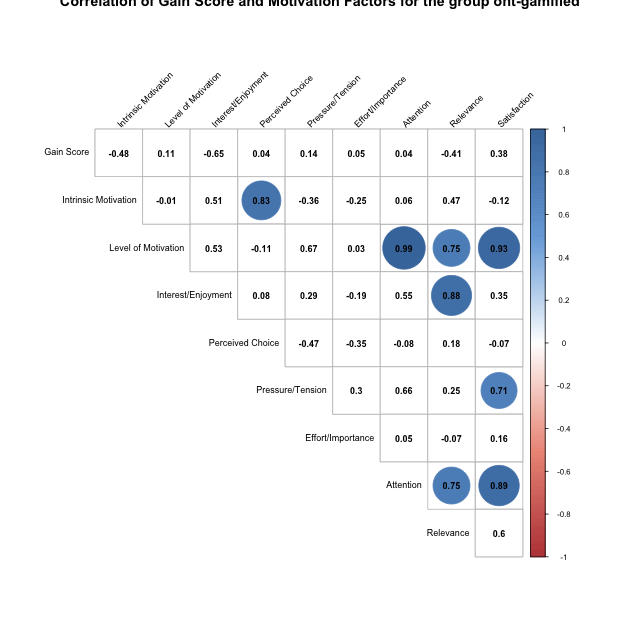 Correlation of Gain Score and Motivation Factors for the group ont-gamified
Intrinsic Motivation
Level of Motivation
Interest/Enjoyment
Perceived Choice
Pressure/Tension
Effort/Importance
Attention
Relevance
Satisfaction
Gain Score -0.48 0.11 -0.65 0.04 0.14 0.05 0.04 -0.41 0.38
Intrinsic Motivation -0.01 0.51 0.83 -0.36 -0.25 0.06 0.47 -0.12
Level of Motivation 0.53 -0.11 0.67 0.03 0.99 0.75 0.93
Interest/Enjoyment 0.08 0.29 -0.19 0.55 0.88 0.35
Perceived Choice -0.47 -0.35 -0.08 0.18 -0.07
Pressure/Tension 0.3 0.66 0.25 0.71
Effort/Importance 0.05 -0.07 0.16
Attention 0.75 0.89
Relevance 0.6
1
0.8
0.6
0.4
0.2
0
-0.2
-0.4
-0.6
-0.8
-1